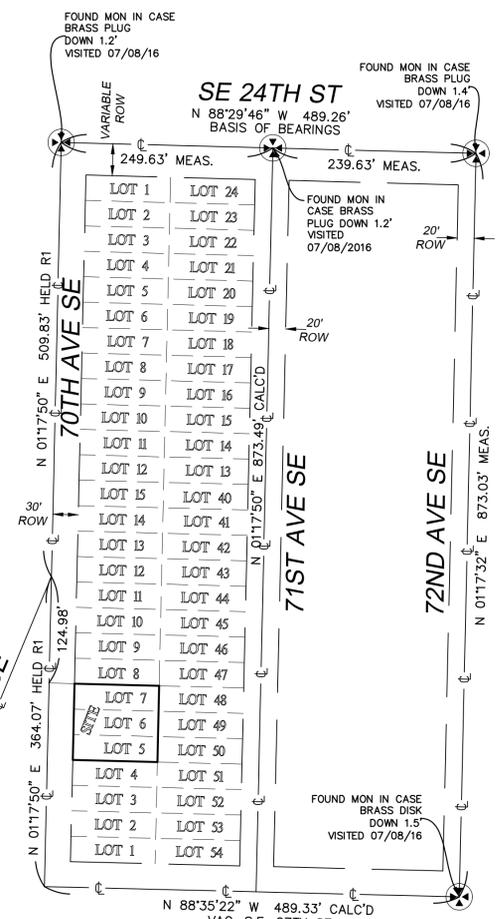 FOUND MON IN CASE
BRASS PLUG
DOWN 1.2'
VISITED 07/08/16
FOUND MON IN CASE
BRASS PLUG
DOWN 1.4'
VISITED 07/08/16
VARIABLE
ROW
SE 24TH ST
N 88°29'46" W 489.26'
BASIS OF BEARINGS
249.63' MEAS.
239.63' MEAS.
FOUND MON IN
CASE BRASS
PLUG DOWN 1.2'
VISITED
07/08/2016
20'
ROW
20'
ROW
LOT 1 LOT 24
LOT 2 LOT 23
LOT 3 LOT 22
LOT 4 LOT 21
LOT 5 LOT 20
LOT 6 LOT 19
LOT 7 LOT 18
LOT 8 LOT 17
LOT 9 LOT 16
LOT 10 LOT 15
LOT 11 LOT 14
LOT 12 LOT 13
LOT 15 LOT 40
LOT 14 LOT 41
LOT 13 LOT 42
LOT 12 LOT 43
LOT 11 LOT 44
LOT 10 LOT 45
LOT 9 LOT 46
LOT 8 LOT 47
LOT 7 LOT 48
LOT 6 LOT 49
LOT 5 LOT 50
LOT 4 LOT 51
LOT 3 LOT 52
LOT 2 LOT 53
LOT 1 LOT 54
SITE
N 01°17'50" E 509.83' HELD R1
70TH AVE SE
30'
ROW
124.98'
N 01°17'50" E 364.07' HELD R1
N 01°17'50" E 873.49' CALC'D
71ST AVE SE
72ND AVE SE
N 01°17'32" E 873.03' MEAS.
FOUND MON IN CASE
BRASS DISK
DOWN 1.5'
VISITED 07/08/16
N 88°35'22" W 489.33' CALC'D